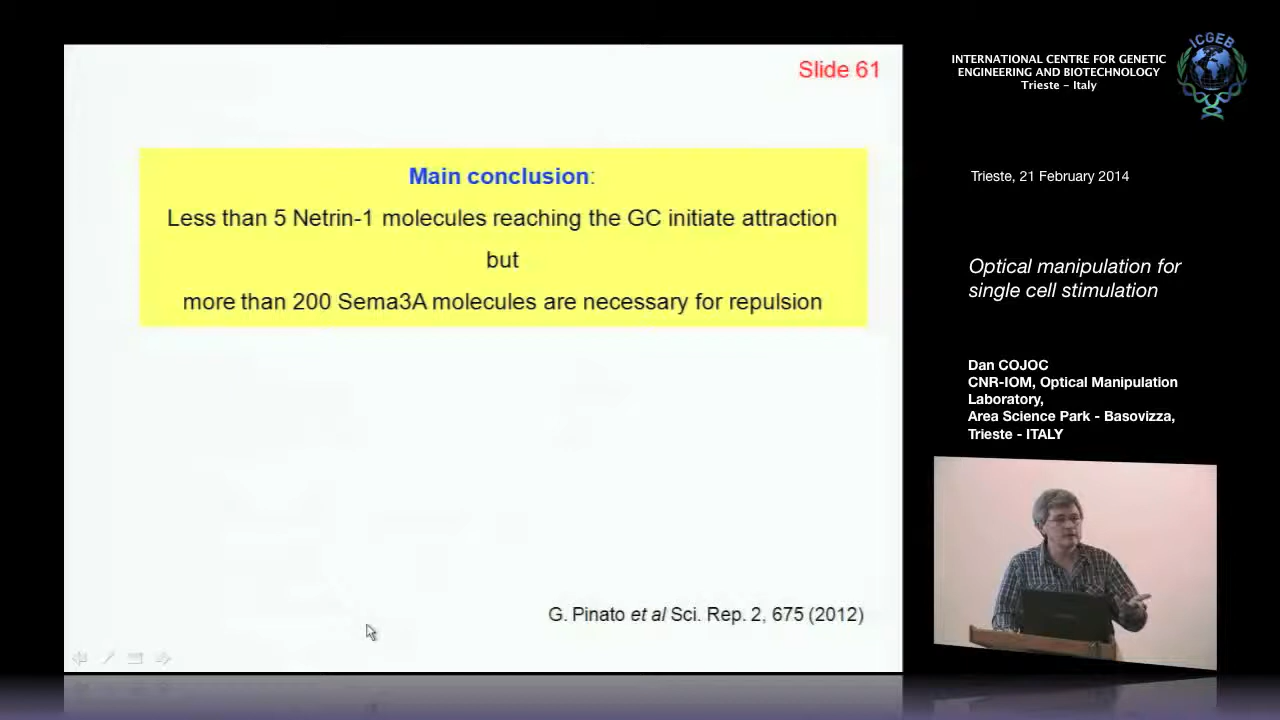 Slide 61
Main conclusion:
Less than 5 Netrin-1 molecules reaching the GC initiate attraction
but
more than 200 Sema3A molecules are necessary for repulsion
G. Pinato et al Sci. Rep. 2, 675 (2012)
INTERNATIONAL CENTRE FOR GENETIC
ENGINEERING AND BIOTECHNOLOGY
Trieste - Italy
ICGEB
Trieste, 21 February 2014
Optical manipulation for
single cell stimulation
Dan COJOC
CNR-IOM, Optical Manipulation
Laboratory,
Area Science Park - Basovizza,
Trieste - ITALY